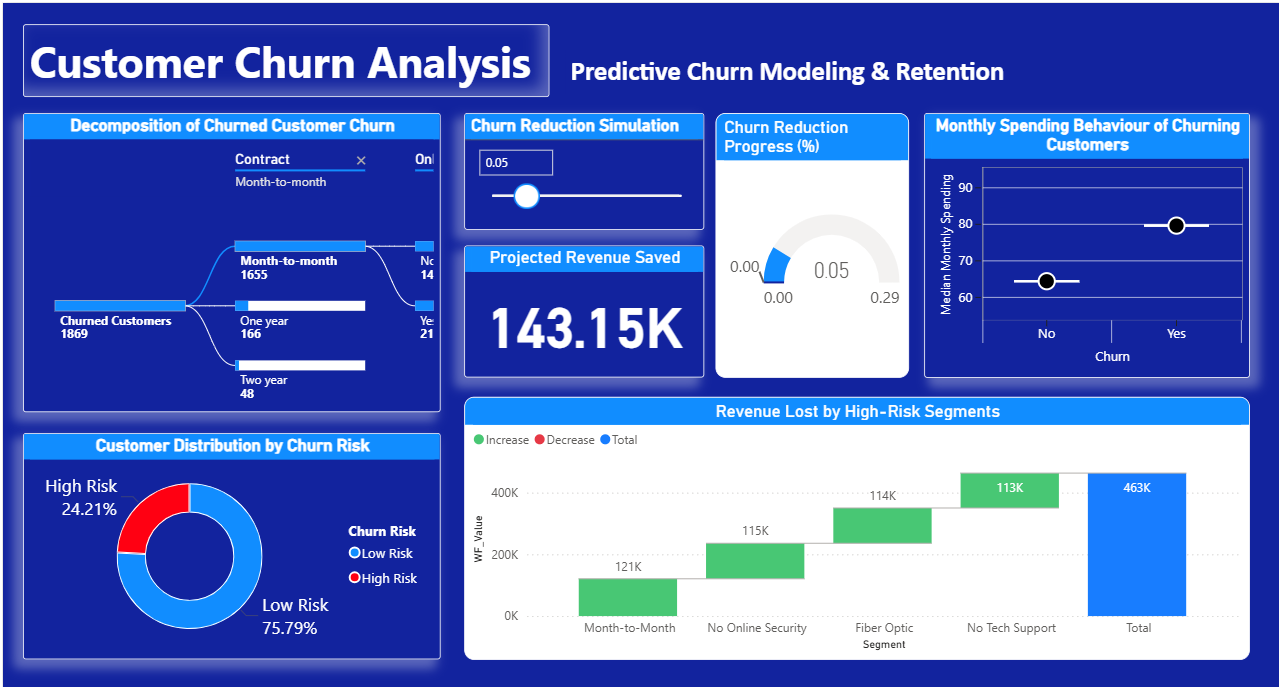 Customer Churn Analysis
Predictive Churn Modeling & Retention
Decomposition of Churned Customer Churn
Contract
Month-to-month
Onl
Churned Customers
1869
Month-to-month
1655
One year
166
Two year
48
No
14
Yes
21
Churn Reduction Simulation
0.05
Projected Revenue Saved
143.15K
Churn Reduction
Progress (%)
0.00
0.05
0.00
0.29
Monthly Spending Behaviour of Churning
Customers
Median Monthly Spending
90
80
70
60
No
Yes
Churn
Customer Distribution by Churn Risk
High Risk
24.21%
Low Risk
75.79%
Churn Risk
Low Risk
High Risk
Revenue Lost by High-Risk Segments
Increase
Decrease
Total
WF_Value
400K
200K
0K
121K
115K
114K
113K
463K
Month-to-Month
No Online Security
Fiber Optic
No Tech Support
Total
Segment